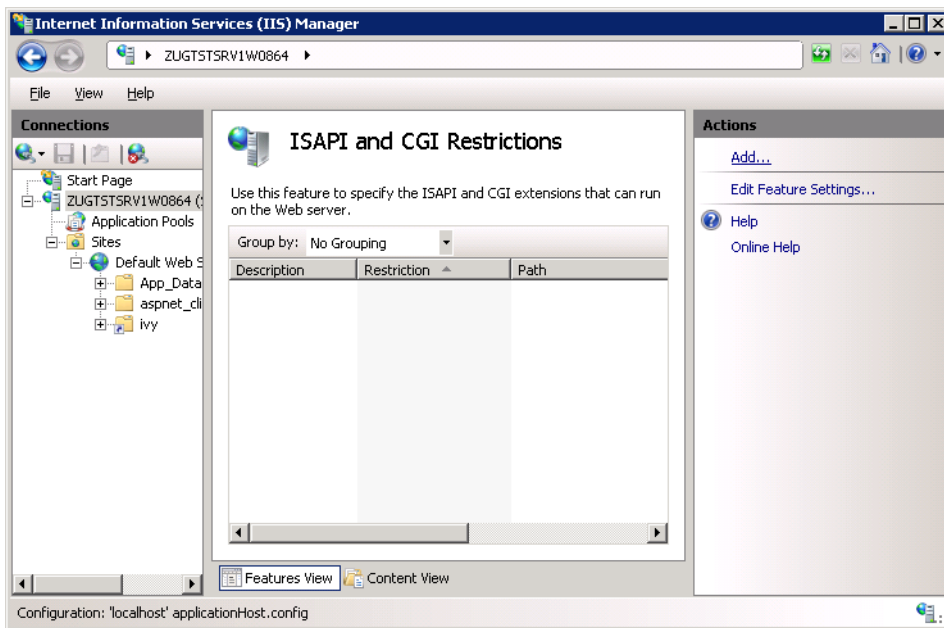 Internet Information Services (IIS) Manager
ZUGTSTSRV1W0864
File View Help
Connections
Start Page
ZUGTSTSRV1W0864 (
Application Pools
Sites
Default Web S
App_Data
aspnet_cli
ivy
ISAPI and CGI Restrictions
Use this feature to specify the ISAPI and CGI extensions that can run
on the Web server.
Group by: No Grouping
Description Restriction Path
Features View Content View
Actions
Add...
Edit Feature Settings...
Help
Online Help
Configuration: 'localhost' applicationHost.config